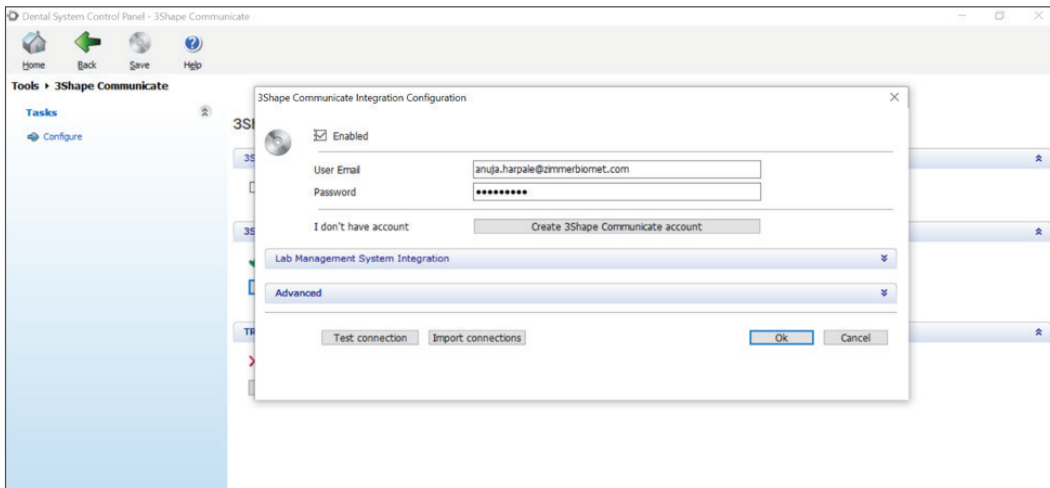 Dental System Control Panel - 3Shape Communicate
Home Back Save Help
Tools 3Shape Communicate
Tasks
Configure
3Shape Communicate Integration Configuration
Enabled
User Email anuja.harpale@zimmerbiomet.com
Password •••••••••
I don't have account Create 3Shape Communicate account
Lab Management System Integration
Advanced
Test connection Import connections Ok Cancel